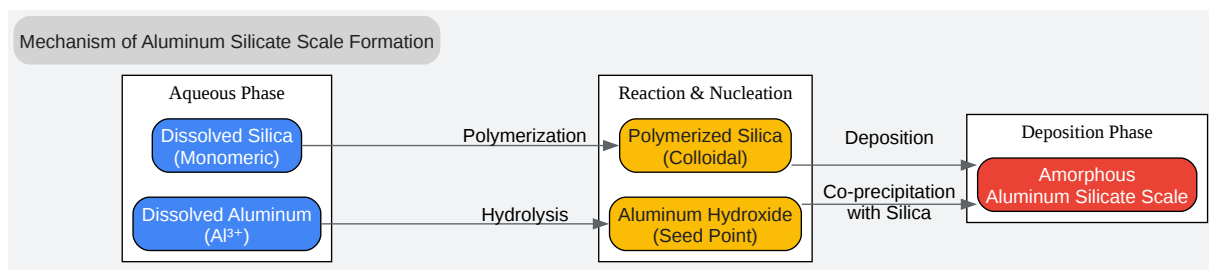 Mechanism of Aluminum Silicate Scale Formation
Aqueous Phase
Dissolved Silica
(Monomeric)
Dissolved Aluminum
(Al³⁺)
Polymerization
Hydrolysis
Reaction & Nucleation
Polymerized Silica
(Colloidal)
Aluminum Hydroxide
(Seed Point)
Deposition
Co-precipitation
with Silica
Deposition Phase
Amorphous
Aluminum Silicate Scale